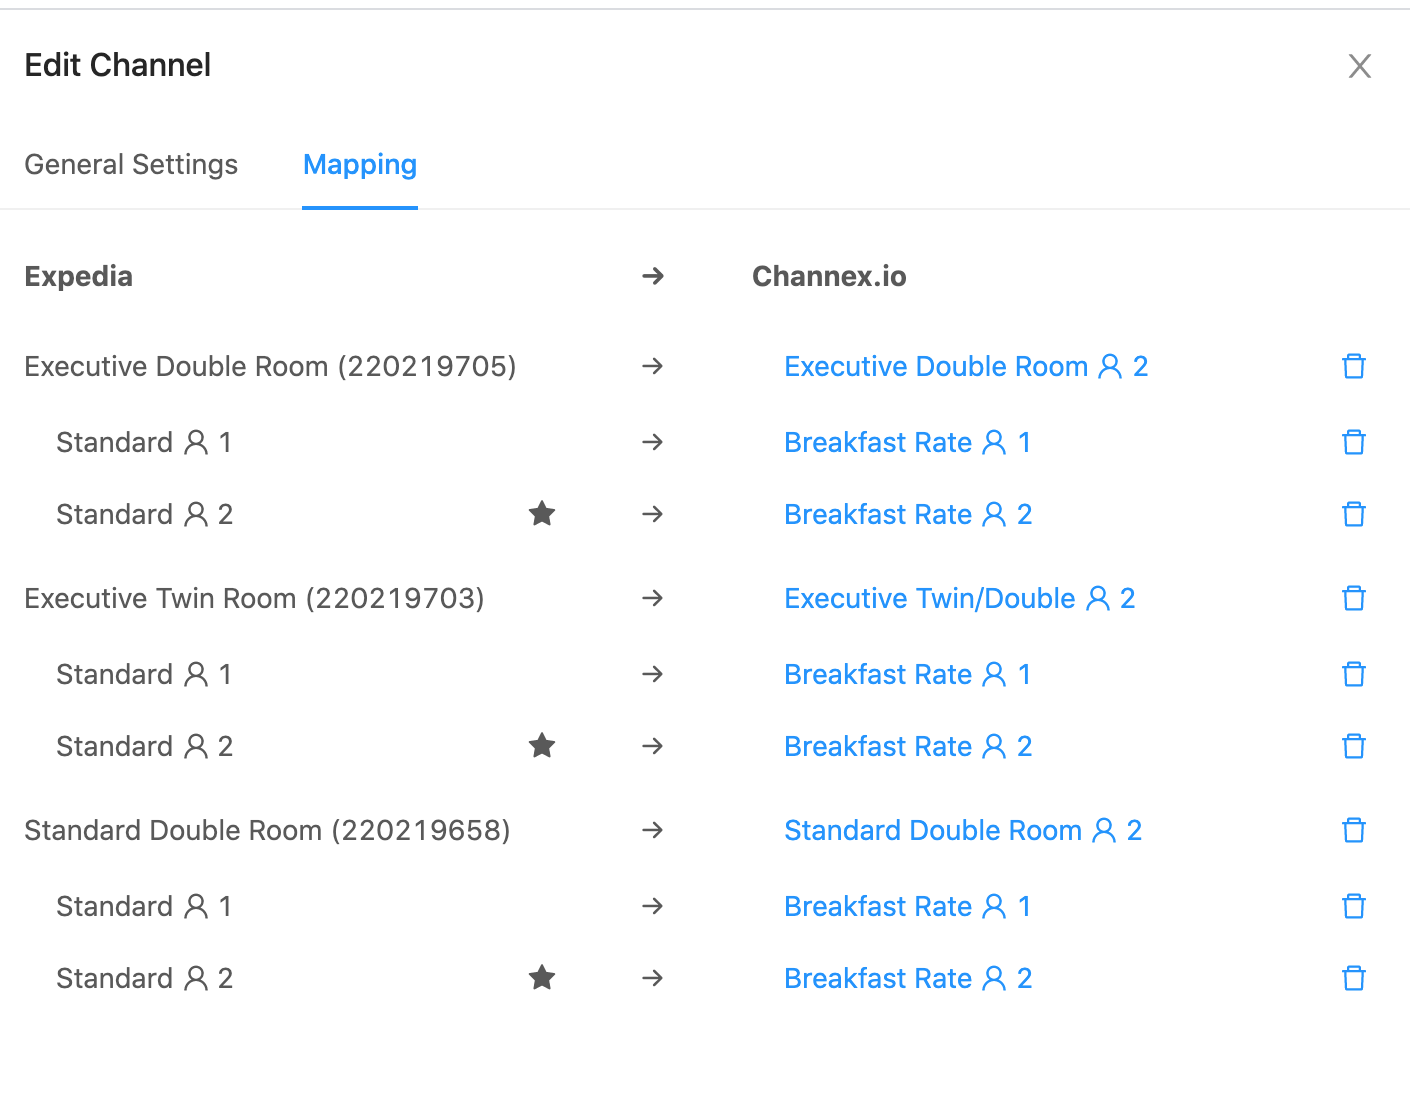 Edit Channel
General Settings Mapping
Expedia → Channex.io
Executive Double Room (220219705) → Executive Double Room 2
Standard 1 → Breakfast Rate 1
Standard 2 ★ → Breakfast Rate 2
Executive Twin Room (220219703) → Executive Twin/Double 2
Standard 1 → Breakfast Rate 1
Standard 2 ★ → Breakfast Rate 2
Standard Double Room (220219658) → Standard Double Room 2
Standard 1 → Breakfast Rate 1
Standard 2 ★ → Breakfast Rate 2